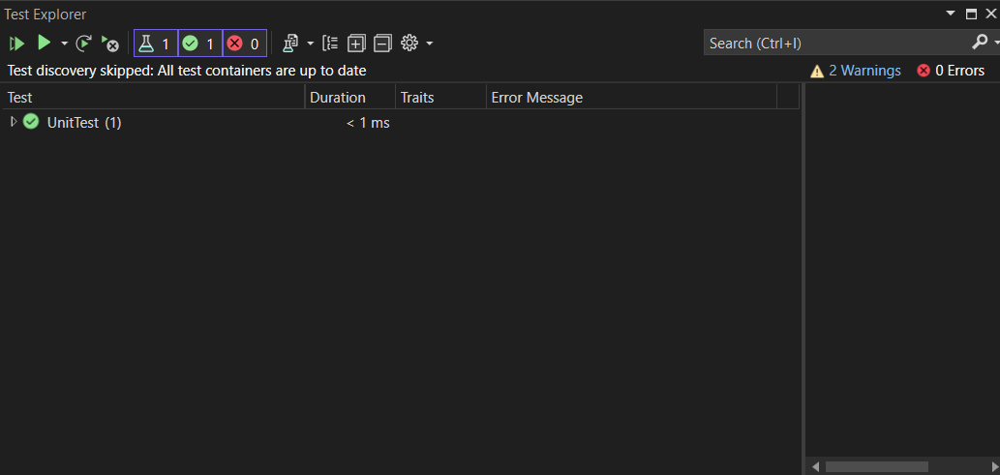 Test Explorer
1 1 0
Search (Ctrl+I)
Test discovery skipped: All test containers are up to date
2 Warnings 0 Errors
Test Duration Traits Error Message
UnitTest (1) < 1 ms